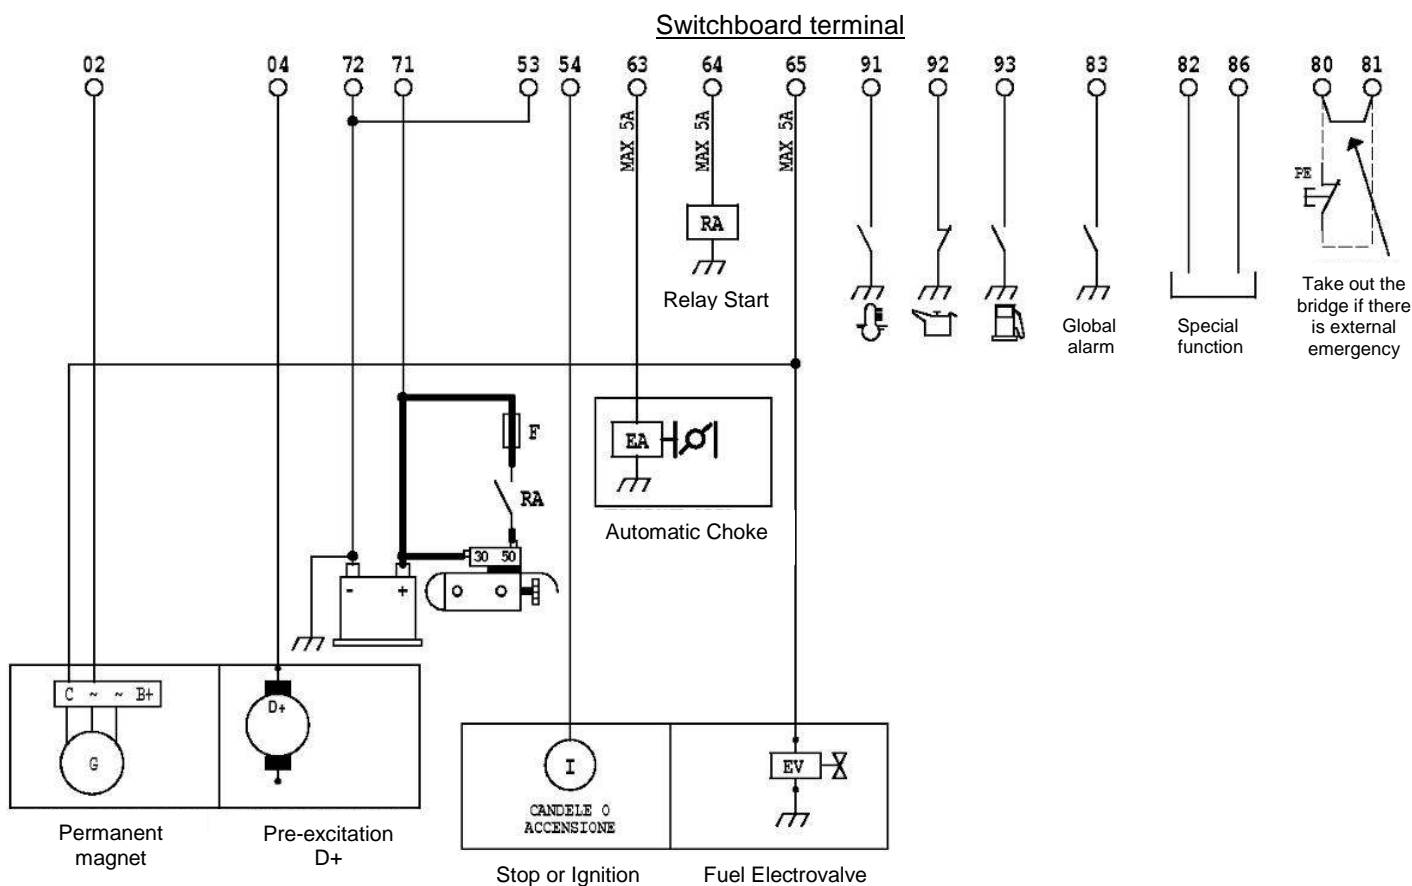 Switchboard terminal
02 04 72 71 53 54 63 64 65 91 92 93 83 82 86 80 81
MAX 5A MAX 5A MAX 5A
PE
RA
Relay Start
Global
alarm
Special
function
Take out the
bridge if there
is external
emergency
F
EA
RA
Automatic Choke
30 50
- +
C ~ ~ B+
D+
G
I
EV
CANDELE O
ACCENSIONE
Permanent
magnet
Pre-excitation
D+
Stop or Ignition
Fuel Electrovalve